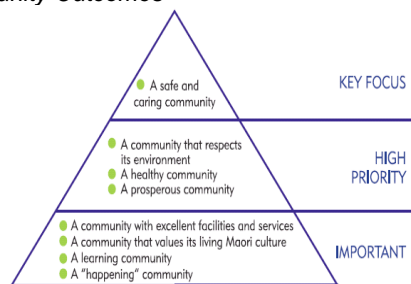 Outcomes
A safe and
caring community
KEY FOCUS
A community that respects
its environment
A healthy community
A prosperous community
HIGH
PRIORITY
A community with excellent facilities and services
A community that values its living Maori culture
A learning community
A "happening" community
IMPORTANT